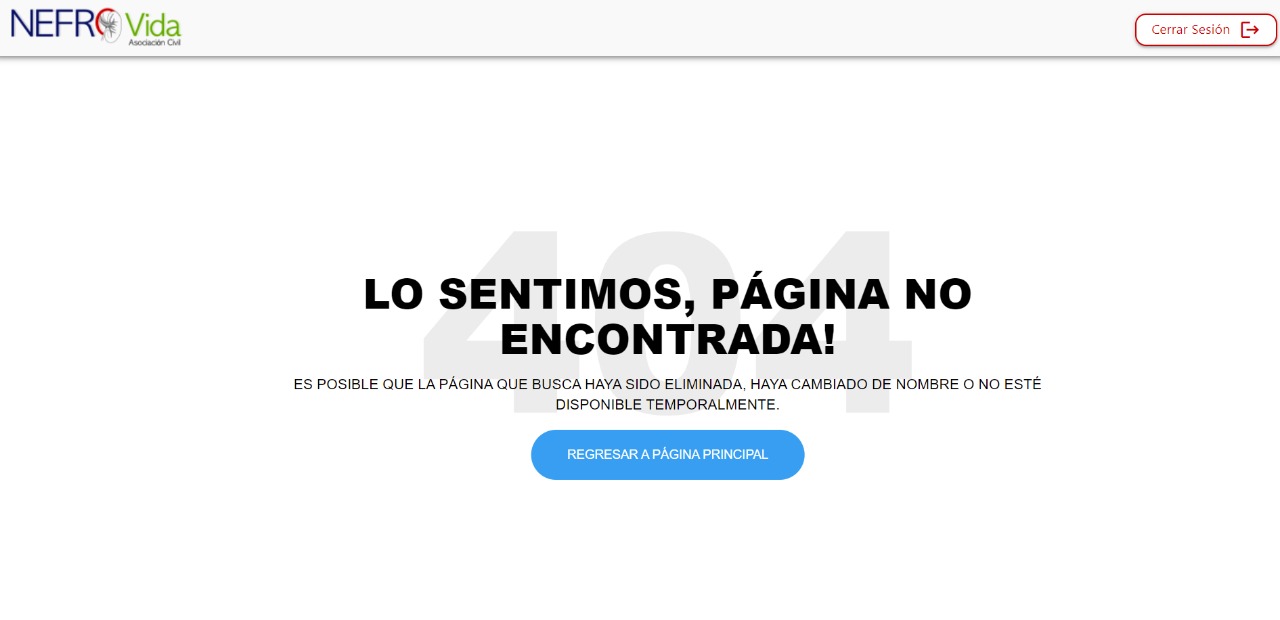 NEFRO Vida
Asociación Civil
Cerrar Sesión
404
LO SENTIMOS, PÁGINA NO
ENCONTRADA!
ES POSIBLE QUE LA PÁGINA QUE BUSCA HAYA SIDO ELIMINADA, HAYA CAMBIADO DE NOMBRE O NO ESTÉ
DISPONIBLE TEMPORALMENTE.
REGRESAR A PÁGINA PRINCIPAL